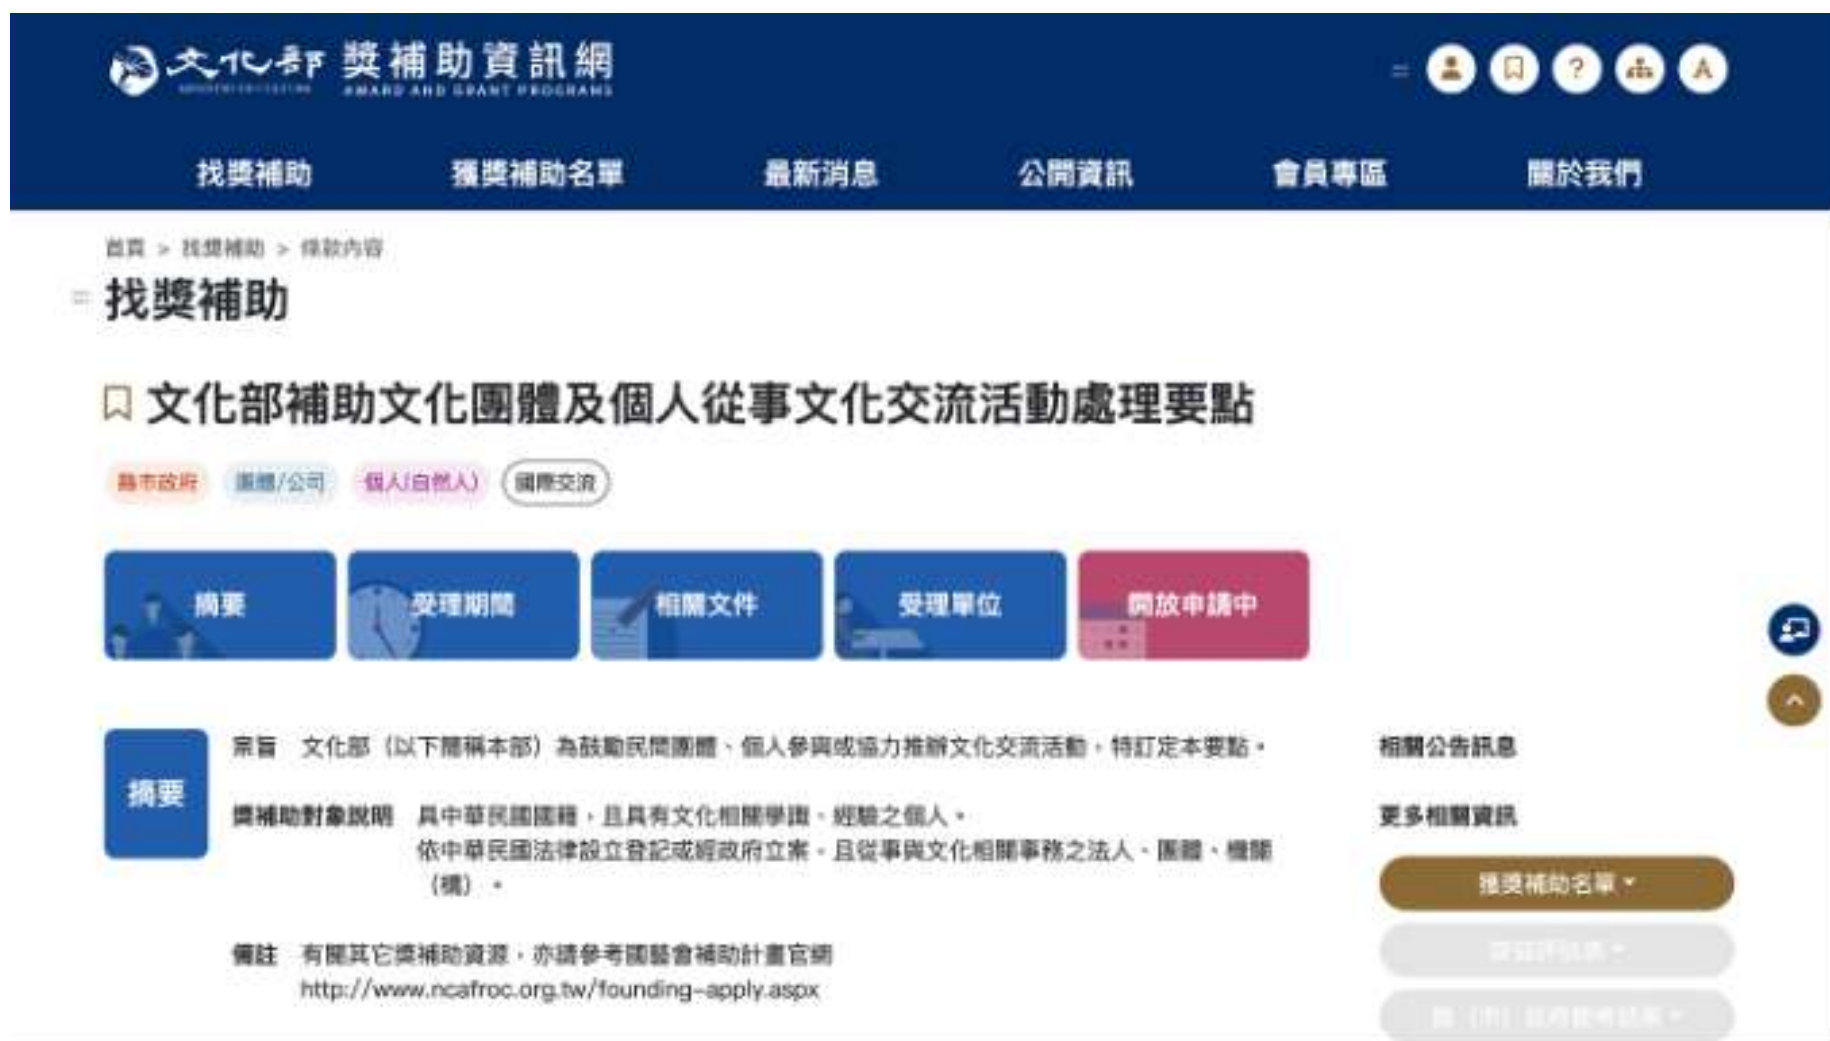 文化部 獎補助資訊網
AWARD AND GRANT PROGRAMS
找獎補助 獲獎補助名單 最新消息 公開資訊 會員專區 關於我們
首頁 > 找獎補助 > 條款內容
找獎補助
文化部補助文化團體及個人從事文化交流活動處理要點
縣市政府 團體/公司 個人(自然人) 國際交流
摘要 受理期間 相關文件 受理單位 開放申請中
摘要
宗旨 文化部（以下簡稱本部）為鼓勵民間團體、個人參與或協力推辦文化交流活動，特訂定本要點。
獎補助對象說明 具中華民國國籍，且具有文化相關學識、經驗之個人。
依中華民國法律設立登記或經政府立案，且從事與文化相關事務之法人、團體、機關
（構）。
備註 有關其它獎補助資源，亦請參考國藝會補助計畫官網
http://www.ncafroc.org.tw/founding-apply.aspx
相關公告訊息
更多相關資訊
獲獎補助名單